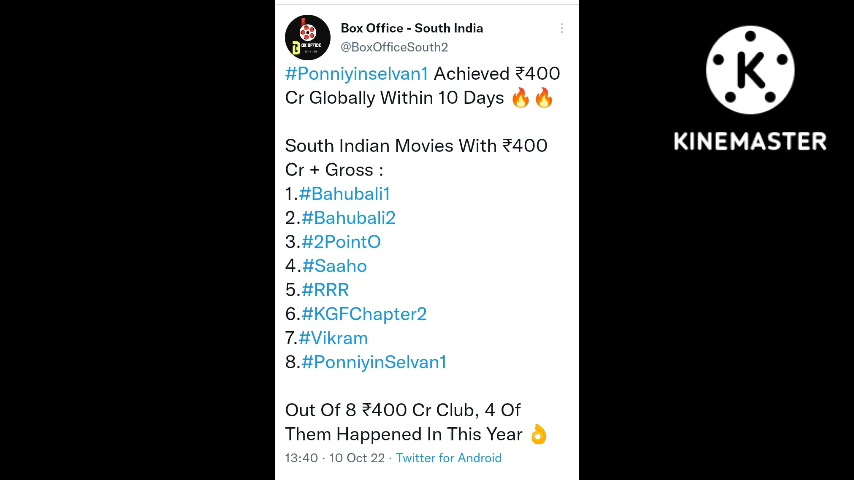 Box Office - South India
@BoxOfficeSouth2
#Ponniyinselvan1 Achieved ₹400
Cr Globally Within 10 Days 🔥🔥
South Indian Movies With ₹400
Cr + Gross :
1.#Bahubali1
2.#Bahubali2
3.#2PointO
4.#Saaho
5.#RRR
6.#KGFChapter2
7.#Vikram
8.#PonniyinSelvan1
Out Of 8 ₹400 Cr Club, 4 Of
Them Happened In This Year 👌
13:40 · 10 Oct 22 · Twitter for Android
K
KINEMASTER